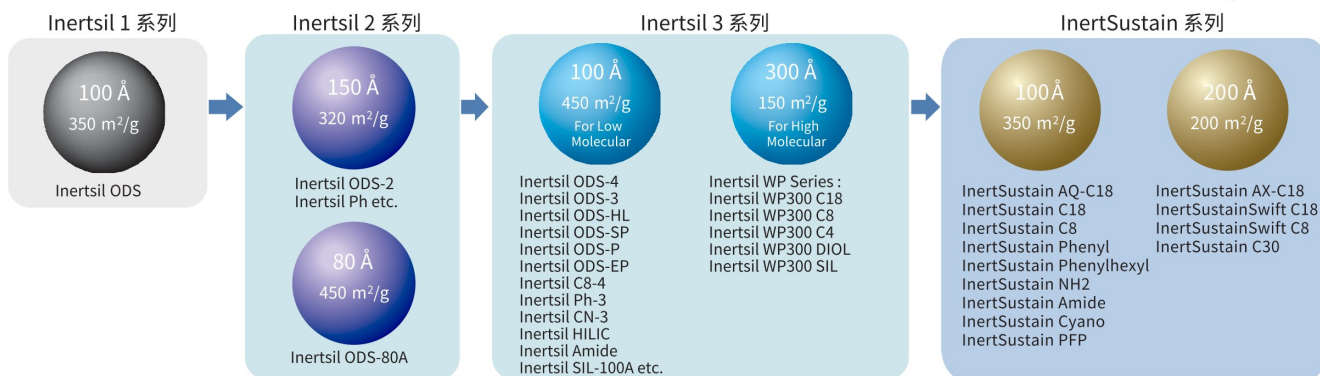 Inertsil 1 系列
100 Å
350 m²/g
Inertsil ODS
Inertsil 2 系列
150 Å
320 m²/g
Inertsil ODS-2
Inertsil Ph etc.
80 Å
450 m²/g
Inertsil ODS-80A
Inertsil 3 系列
100 Å
450 m²/g
For Low
Molecular
Inertsil ODS-4
Inertsil ODS-3
Inertsil ODS-HL
Inertsil ODS-SP
Inertsil ODS-P
Inertsil ODS-EP
Inertsil C8-4
Inertsil Ph-3
Inertsil CN-3
Inertsil HILIC
Inertsil Amide
Inertsil SIL-100A etc.
300 Å
150 m²/g
For High
Molecular
Inertsil WP Series :
Inertsil WP300 C18
Inertsil WP300 C8
Inertsil WP300 C4
Inertsil WP300 DIOL
Inertsil WP300 SIL
InertSustain 系列
100Å
350 m²/g
InertSustain AQ-C18
InertSustain C18
InertSustain C8
InertSustain Phenyl
InertSustain Phenylhexyl
InertSustain NH2
InertSustain Amide
InertSustain Cyano
InertSustain PFP
200 Å
200 m²/g
InertSustain AX-C18
InertSustainSwift C18
InertSustainSwift C8
InertSustain C30